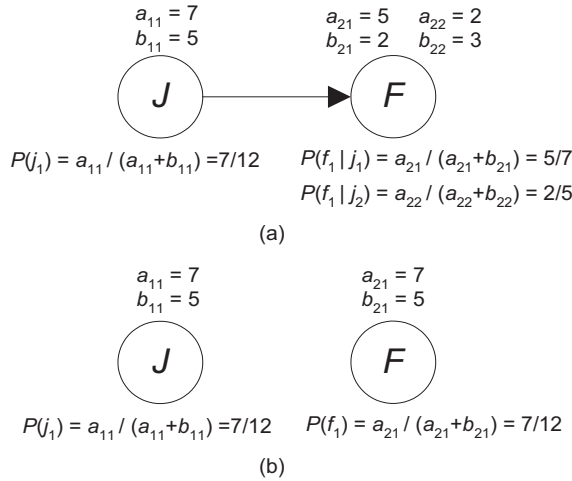 a₁₁ = 7
b₁₁ = 5
a₂₁ = 5 a₂₂ = 2
b₂₁ = 2 b₂₂ = 3
J F
P(j₁) = a₁₁ / (a₁₁+b₁₁) =7/12
P(f₁ | j₁) = a₂₁ / (a₂₁+b₂₁) = 5/7
P(f₁ | j₂) = a₂₂ / (a₂₂+b₂₂) = 2/5
(a)
a₁₁ = 7
b₁₁ = 5
a₂₁ = 7
b₂₁ = 5
J F
P(j₁) = a₁₁ / (a₁₁+b₁₁) =7/12
P(f₁) = a₂₁ / (a₂₁+b₂₁) = 7/12
(b)